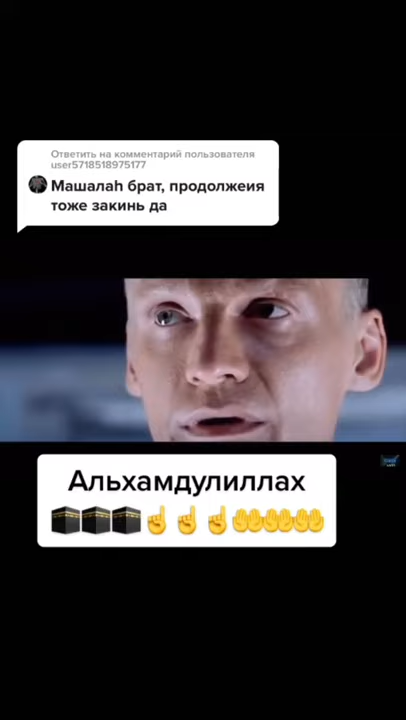 Ответить на комментарий пользователя
user5718518975177
Машалаh брат, продолжеия
тоже закинь да
Альхамдулиллах
🕋🕋🕋☝️☝️☝️🤲🤲🤲